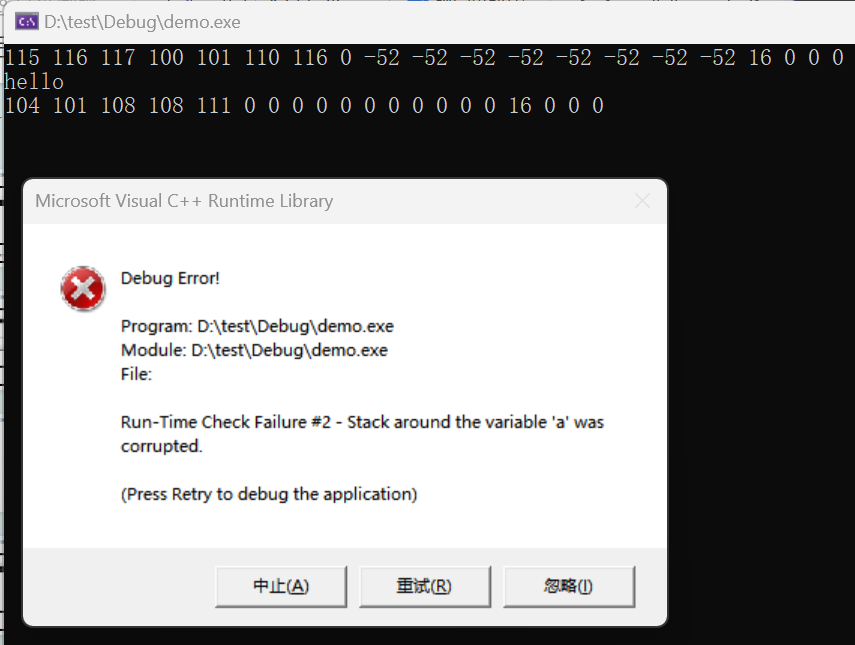 D:\test\Debug\demo.exe
115 116 117 100 101 110 116 0 -52 -52 -52 -52 -52 -52 -52 -52 16 0 0 0
hello
104 101 108 108 111 0 0 0 0 0 0 0 0 0 0 0 16 0 0 0
Microsoft Visual C++ Runtime Library
Debug Error!
Program: D:\test\Debug\demo.exe
Module: D:\test\Debug\demo.exe
File:
Run-Time Check Failure #2 - Stack around the variable 'a' was
corrupted.
(Press Retry to debug the application)
中止(A) 重试(R) 忽略(I)